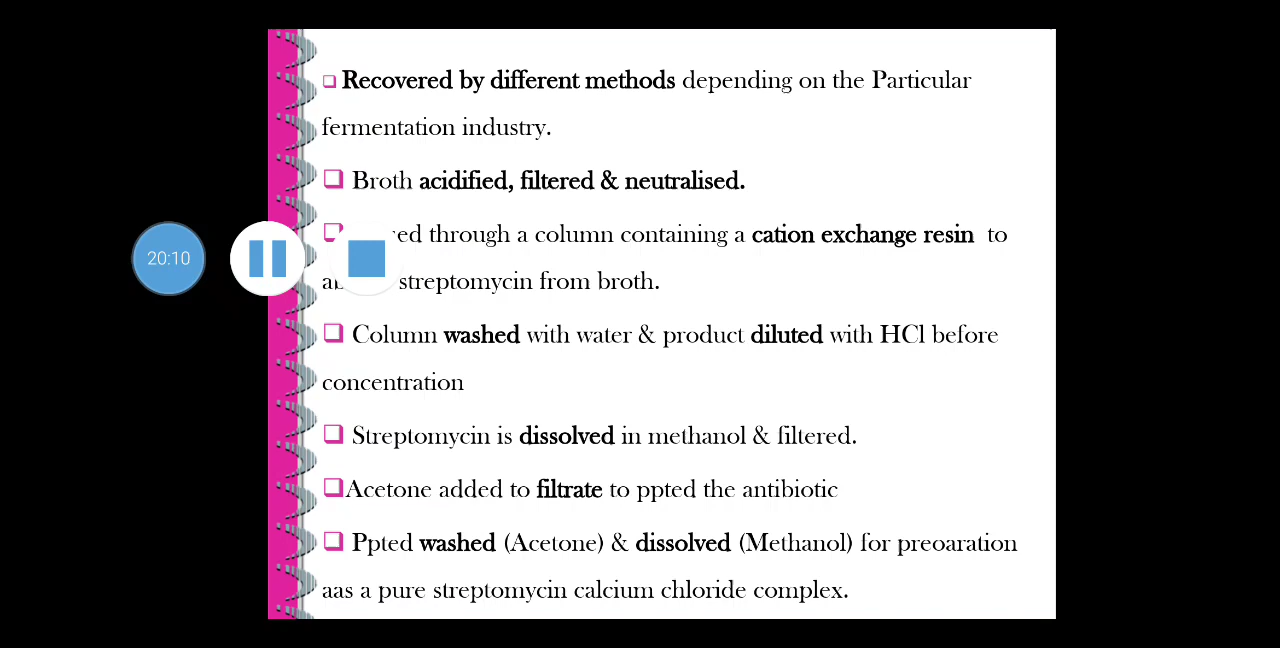 Recovered by different methods depending on the Particular
fermentation industry.
Broth acidified, filtered & neutralised.
through a column containing a cation exchange resin to
streptomycin from broth.
Column washed with water & product diluted with HCl before
concentration
Streptomycin is dissolved in methanol & filtered.
Acetone added to filtrate to ppted the antibiotic
Ppted washed (Acetone) & dissolved (Methanol) for preoaration
aas a pure streptomycin calcium chloride complex.
20:10